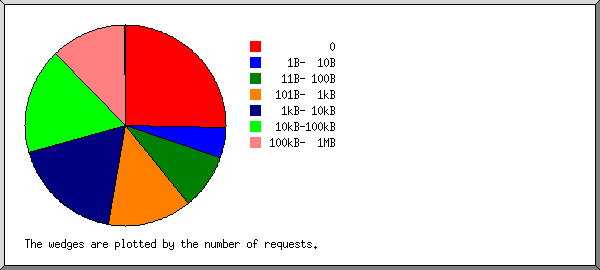 0
1B- 10B
11B- 100B
101B- 1kB
1kB- 10kB
10kB-100kB
100kB- 1MB
The wedges are plotted by the number of requests.